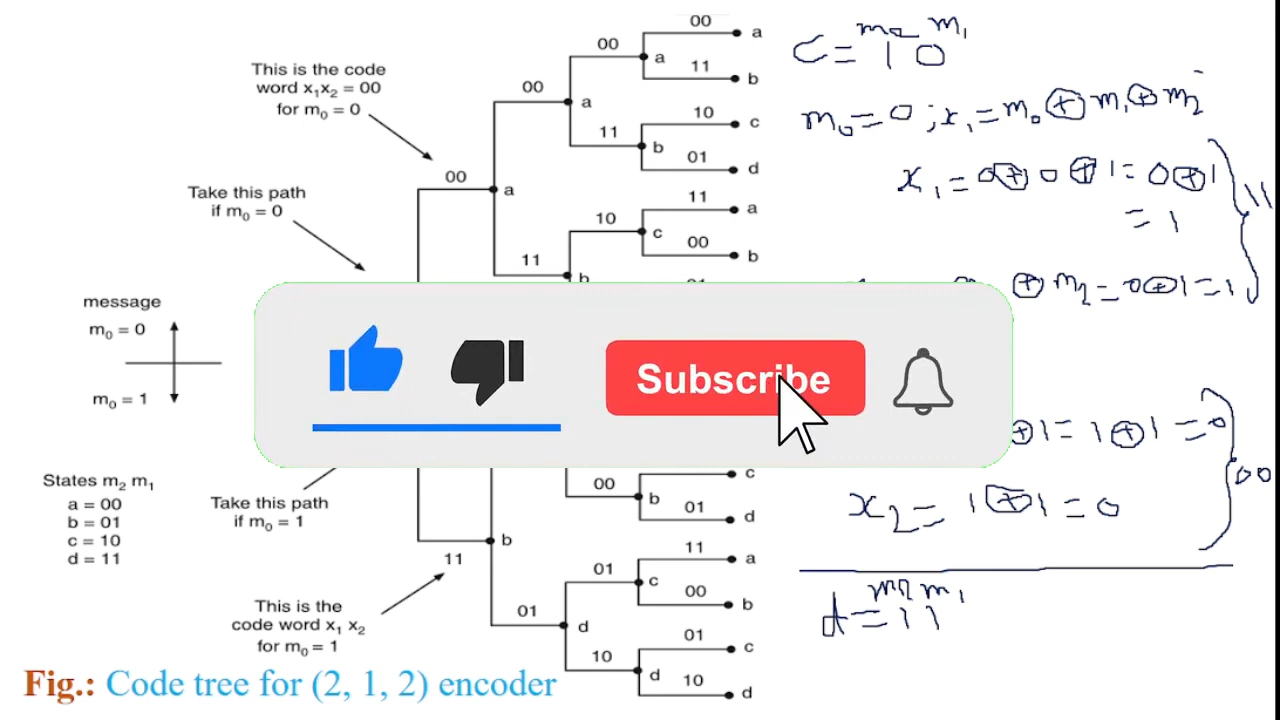 This is the code
word x₁x₂ = 00
for m₀ = 0
Take this path
if m₀ = 0
message
m₀ = 0
m₀ = 1
States m₂ m₁
a = 00
b = 01
c = 10
d = 11
Take this path
if m₀ = 1
This is the
code word x₁ x₂
for m₀ = 1
00 a
11 b
00 a
11 b
00 a
11 b
00 a
11 b
10 c
01 d
10 c
11 a
00 b
Subscribe
00 b
c
01 d
01 d
10 d
01 c
11 a
00 b
01 c
10 d
C = 1 0
m₂ m₁
m₀ = 0 ; x₁ = m₀ ⊕ m₁ ⊕ m₂
x₁ = 0 ⊕ 0 ⊕ 1 = 0 ⊕ 1
= 1
11
⊕ m₂ = 0 ⊕ 1 = 1
⊕ 1 = 1 ⊕ 1 = 0
00
x₂ = 1 ⊕ 1 = 0
m₂ m₁
d = 1 1
Fig.: Code tree for (2, 1, 2) encoder